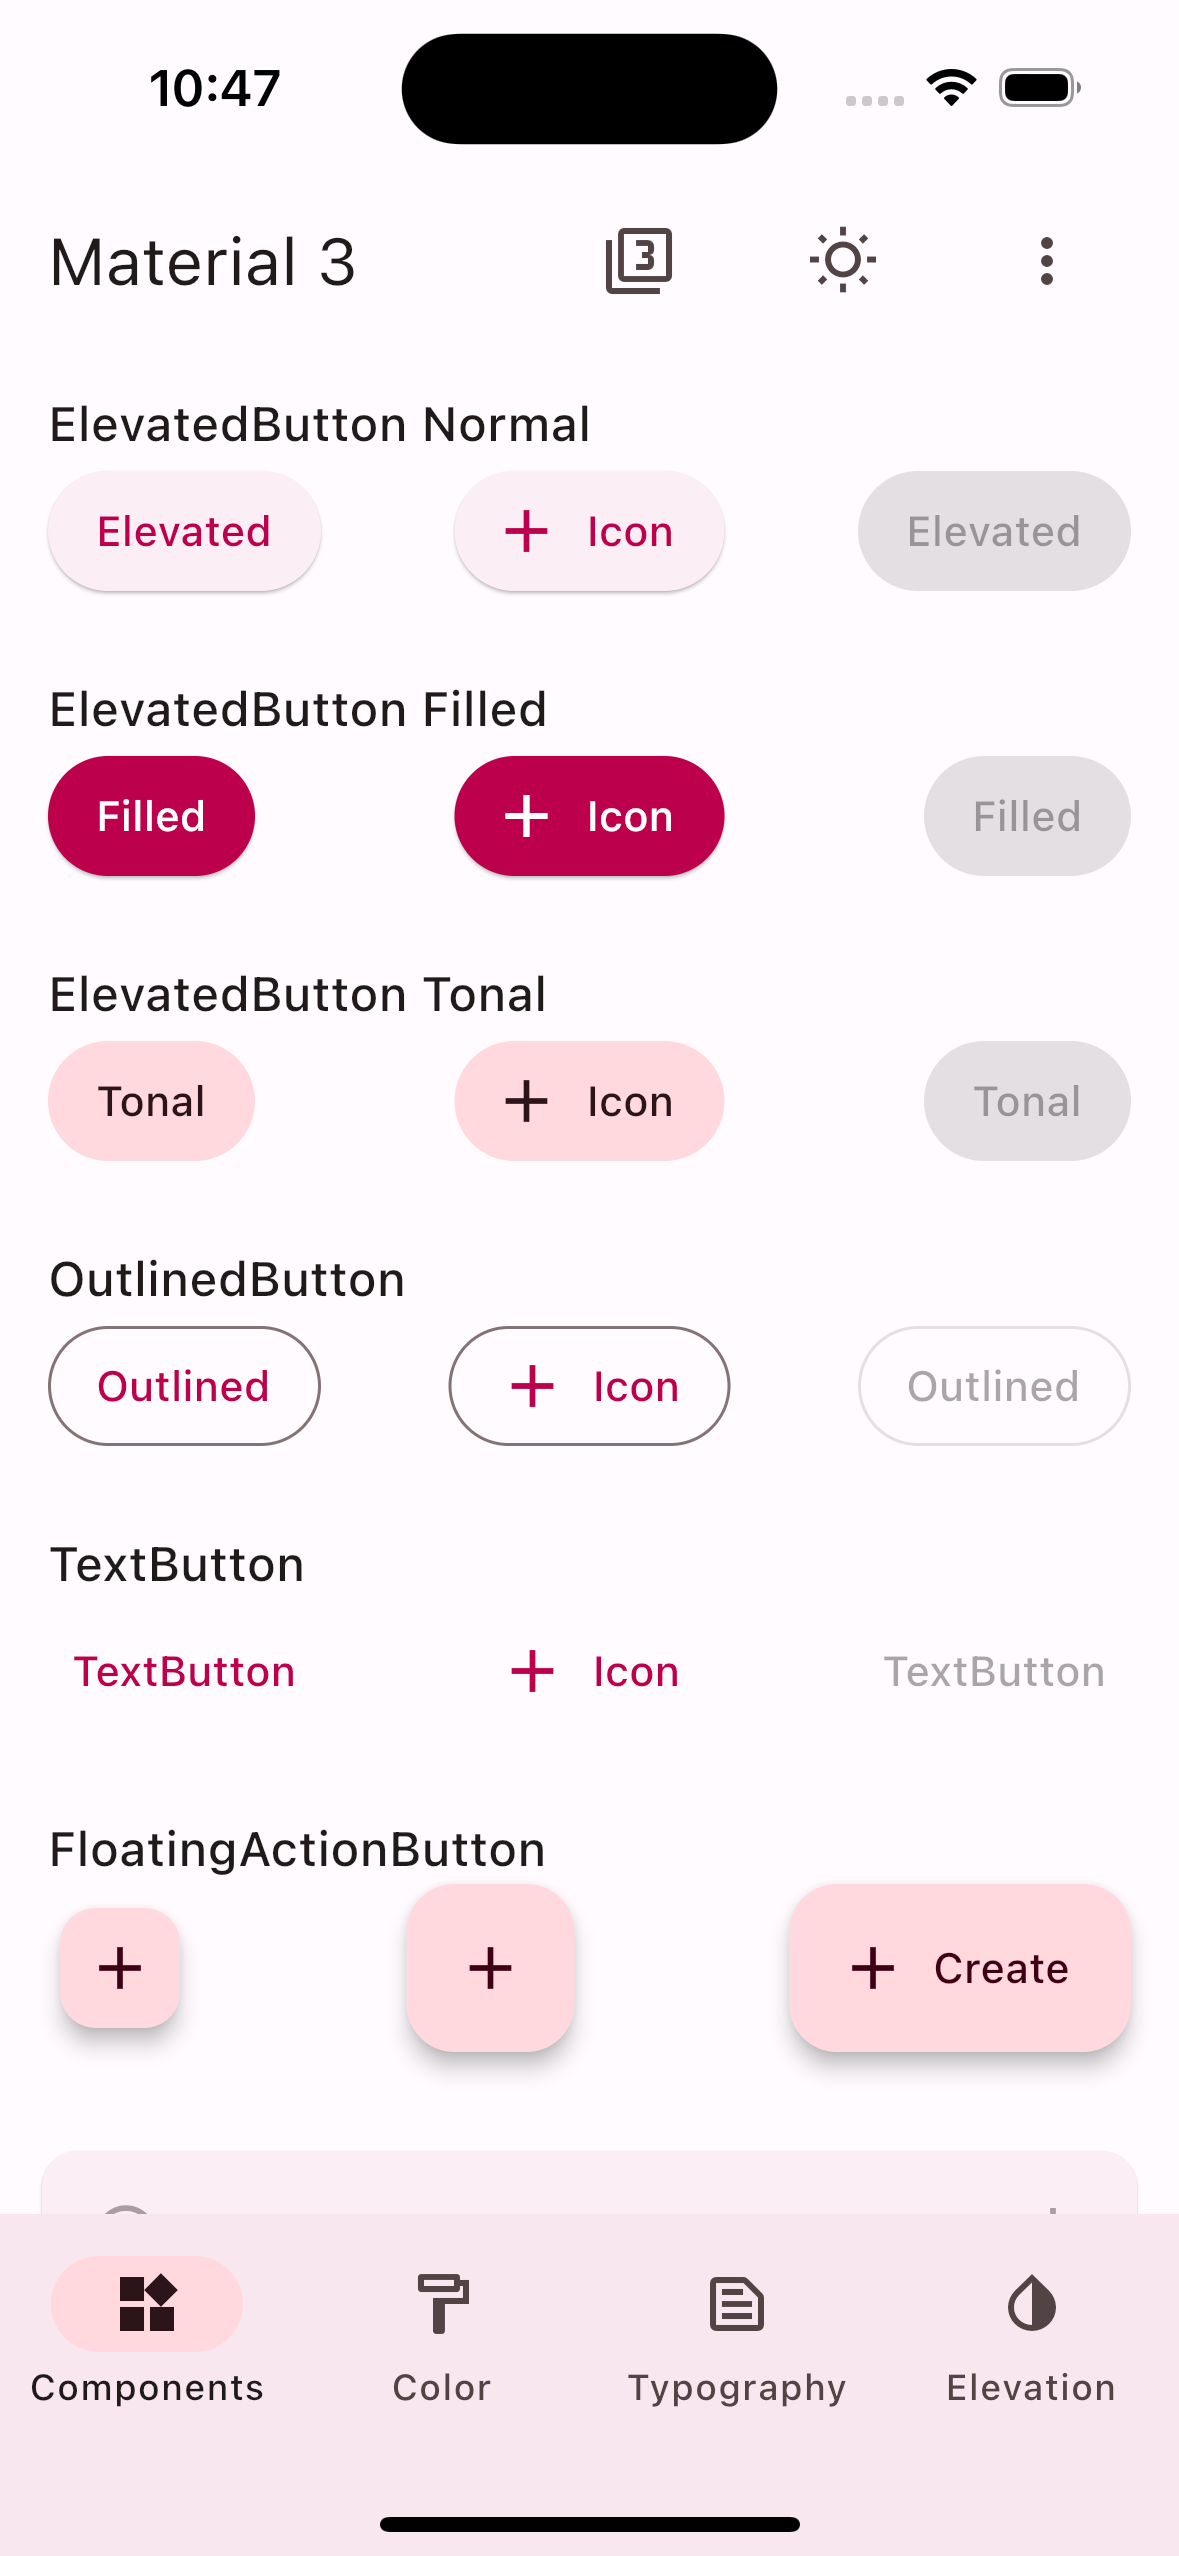 10:47
Material 3
3
ElevatedButton Normal
Elevated Icon Elevated
ElevatedButton Filled
Filled Icon Filled
ElevatedButton Tonal
Tonal Icon Tonal
OutlinedButton
Outlined Icon Outlined
TextButton
TextButton Icon TextButton
FloatingActionButton
Create
Components Color Typography Elevation